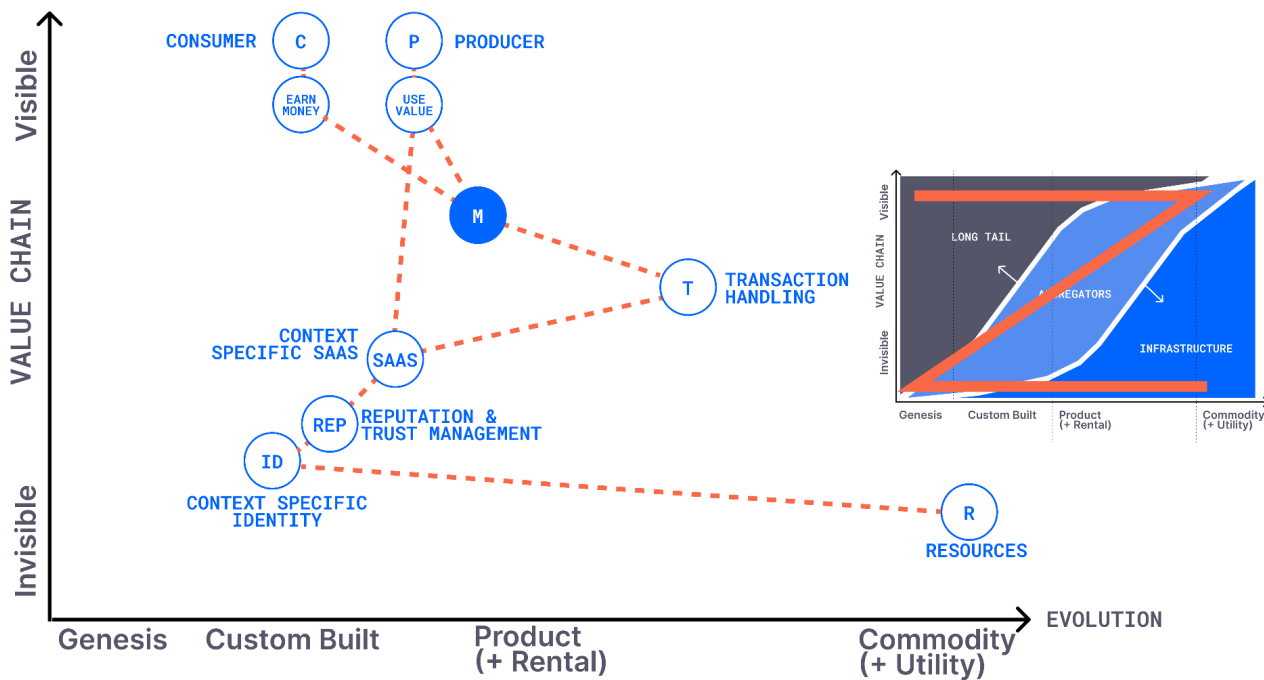 CONSUMER
C
P
PRODUCER
EARN
MONEY
USE
VALUE
M
T
TRANSACTION
HANDLING
CONTEXT
SPECIFIC SAAS
SAAS
REP
REPUTATION &
TRUST MANAGEMENT
ID
CONTEXT SPECIFIC
IDENTITY
R
RESOURCES
Visible
VALUE CHAIN
Invisible
Genesis
Custom Built
Product
(+ Rental)
Commodity
(+ Utility)
EVOLUTION
Visible
VALUE CHAIN
Invisible
LONG TAIL
INFRASTRUCTURE
Genesis
Custom Built
Product
(+ Rental)
Commodity
(+ Utility)